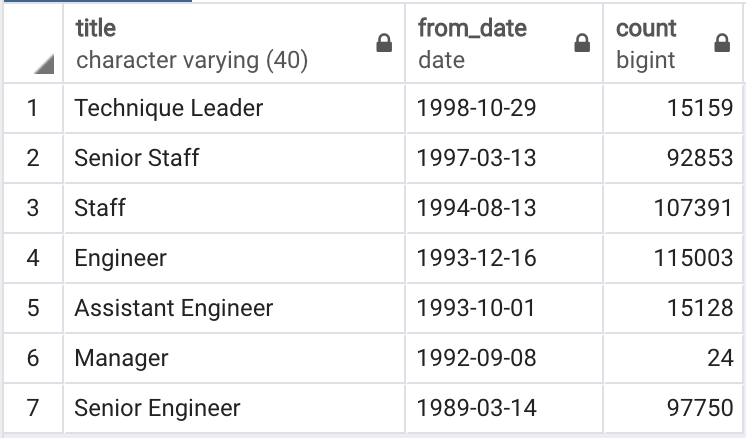 title from_date count
character varying (40) date bigint
1 Technique Leader 1998-10-29 15159
2 Senior Staff 1997-03-13 92853
3 Staff 1994-08-13 107391
4 Engineer 1993-12-16 115003
5 Assistant Engineer 1993-10-01 15128
6 Manager 1992-09-08 24
7 Senior Engineer 1989-03-14 97750